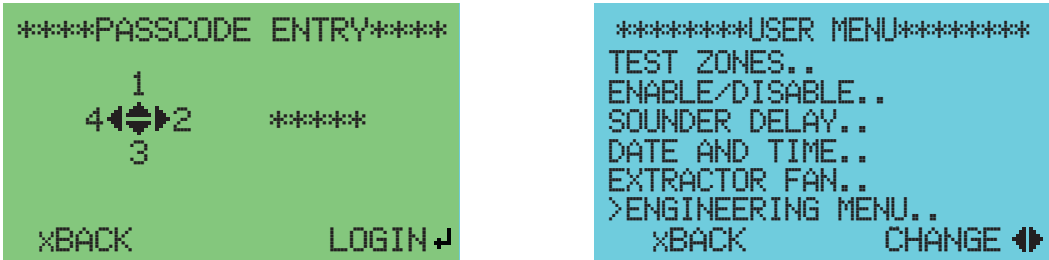 ****PASSCODE ENTRY****
1
4◀♦▶2 *****
3
xBACK LOGIN↵
********USER MENU********
TEST ZONES..
ENABLE/DISABLE..
SOUNDER DELAY..
DATE AND TIME..
EXTRACTOR FAN..
>ENGINEERING MENU..
xBACK CHANGE ◀▶